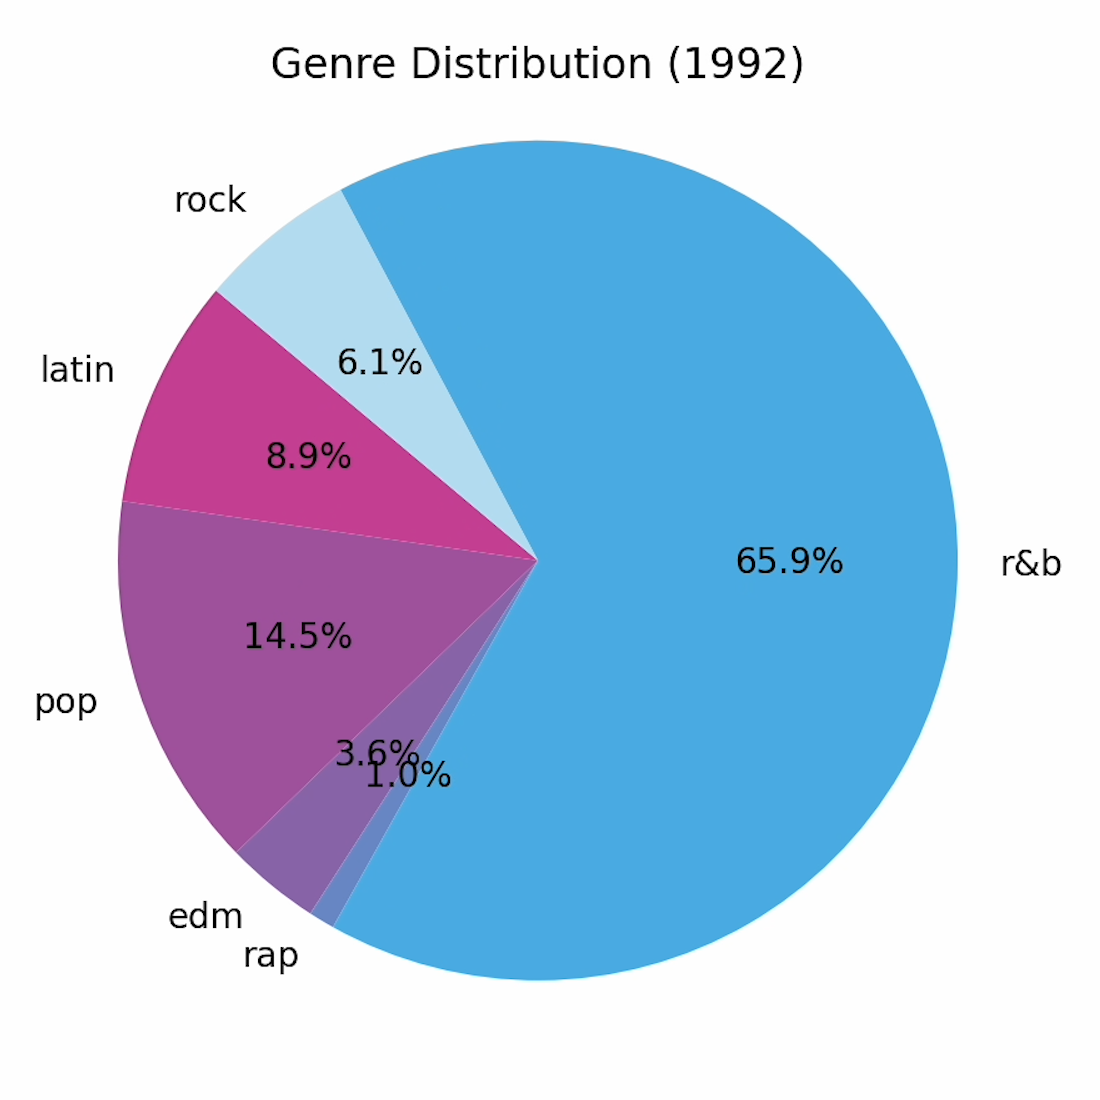 Genre Distribution (1992)
rock
6.1%
latin
8.9%
65.9%
r&b
14.5%
pop
3.6%
1.0%
edm
rap